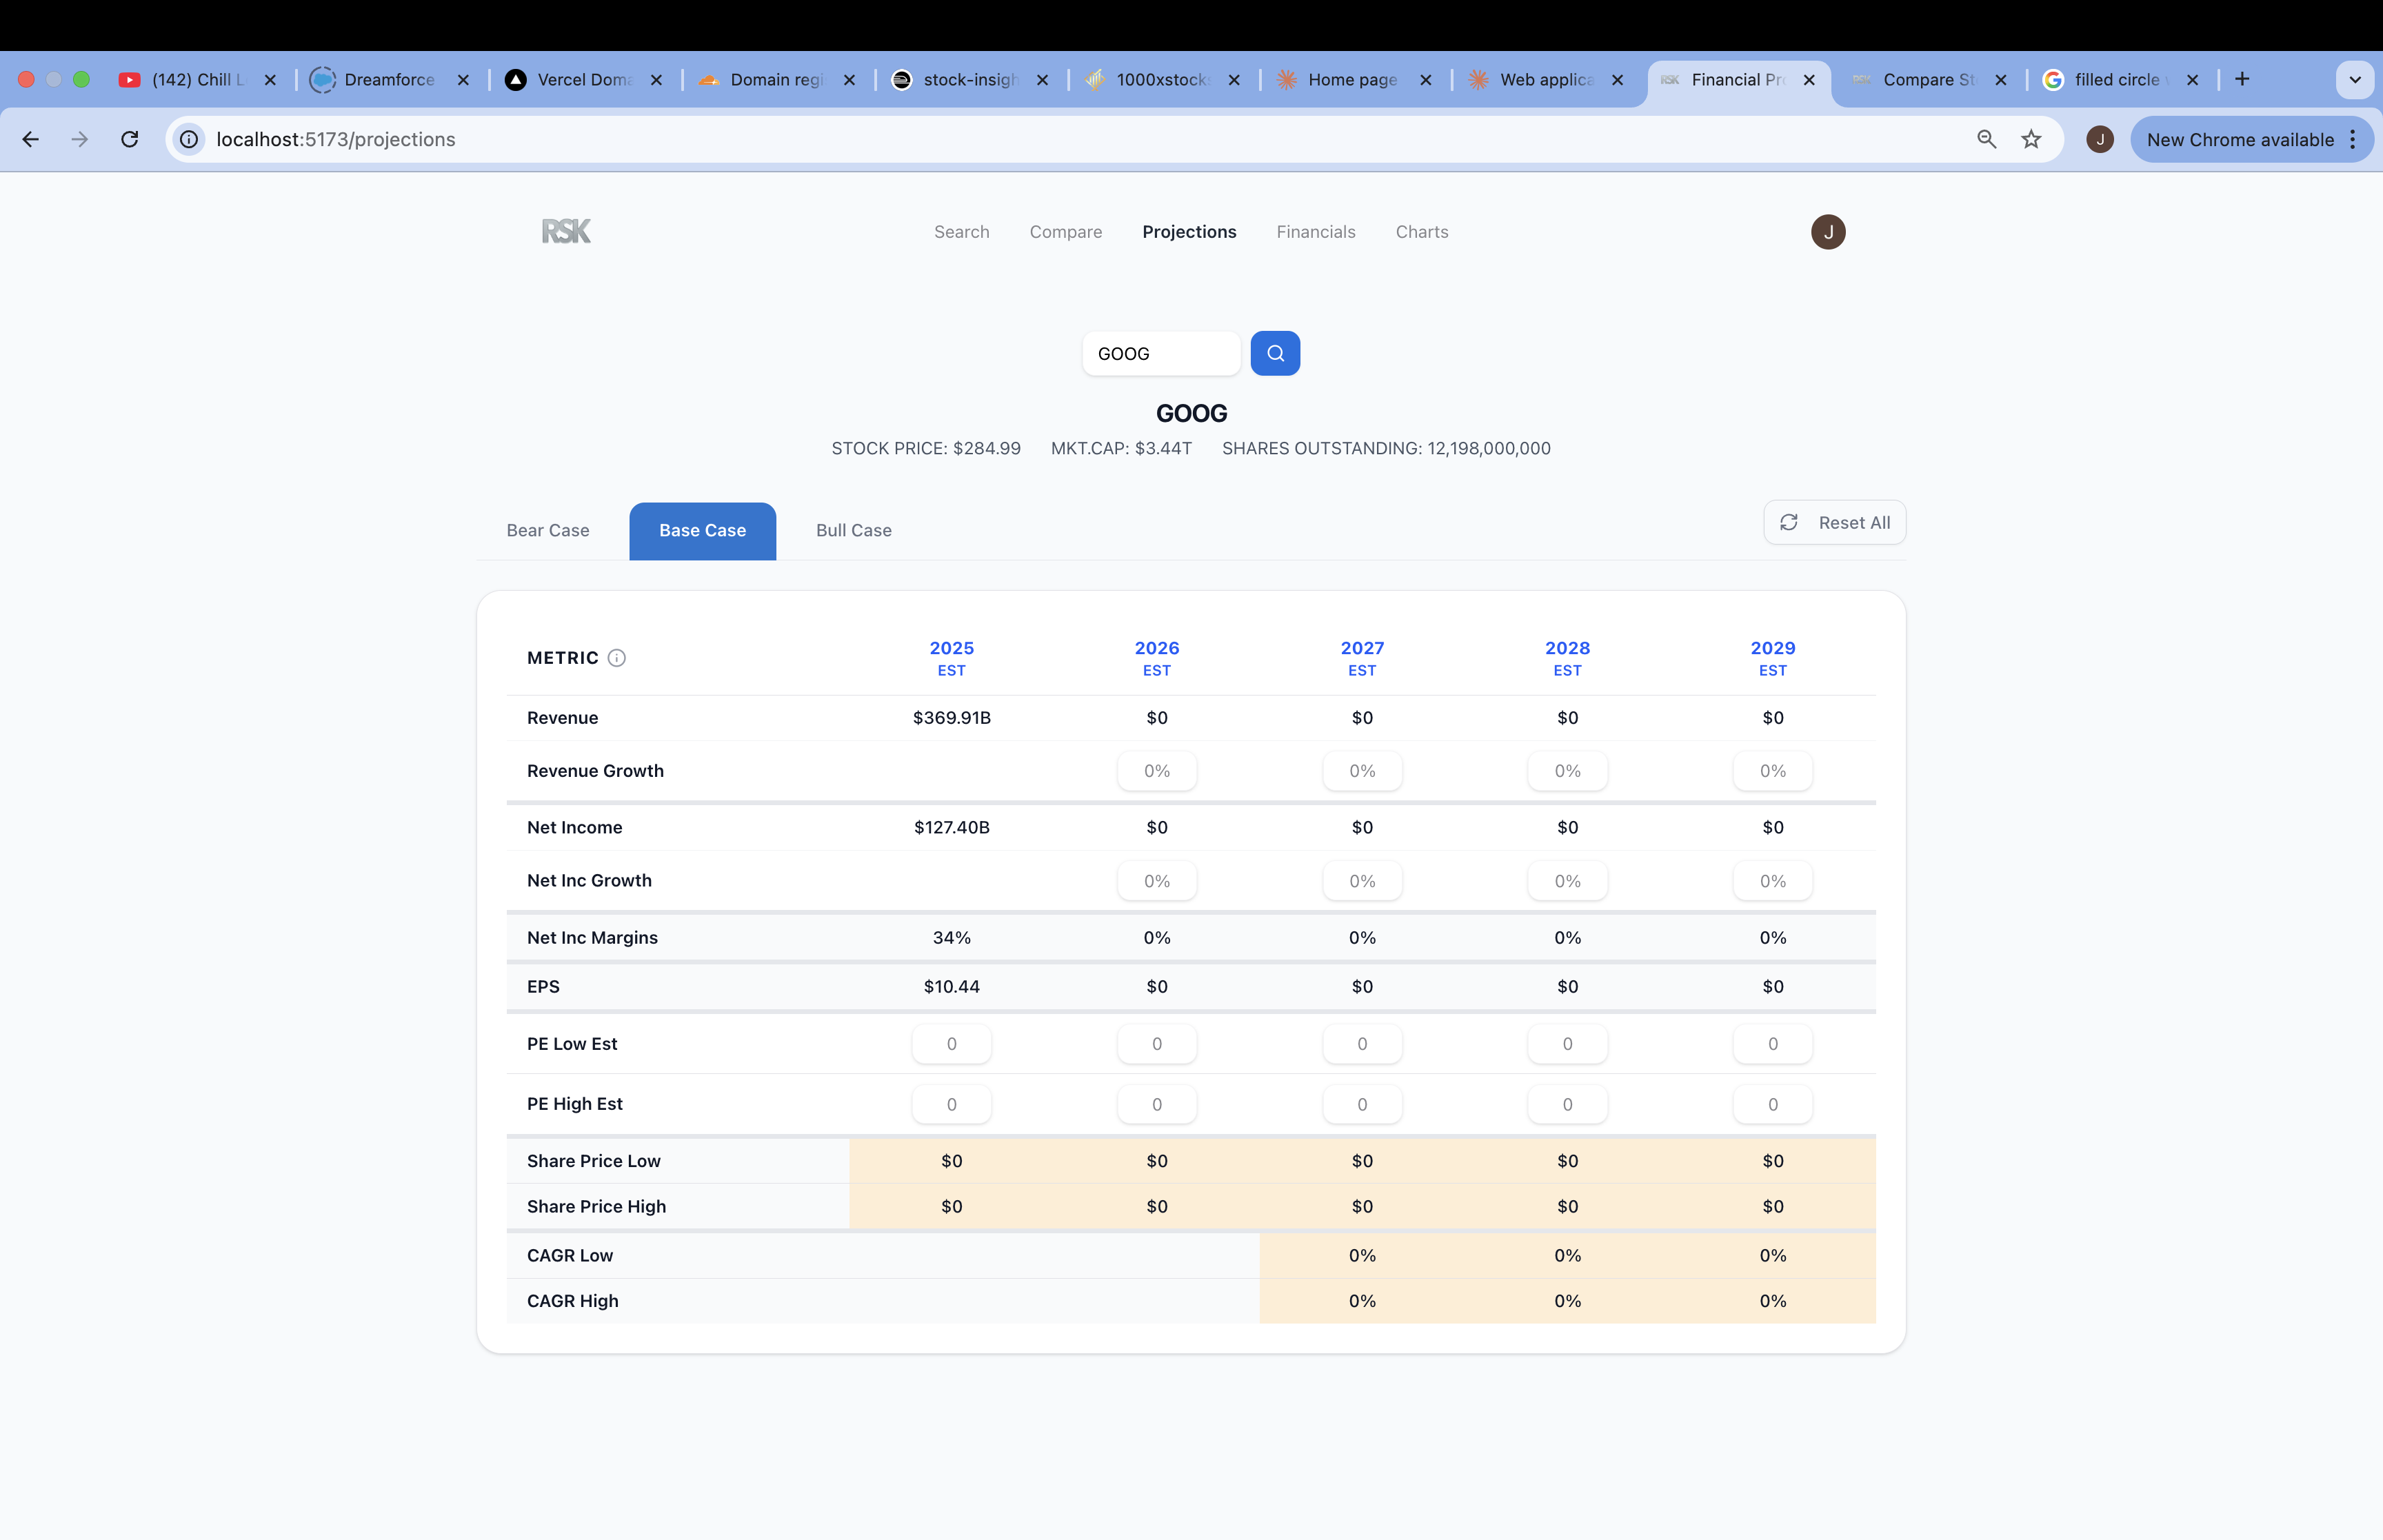 (142) Chill L
Dreamforce
Vercel Doma
Domain regi
stock-insigh
1000xstocks
Home page
Web applica
RSK
Financial Pro
Compare St
filled circle
localhost:5173/projections
J
New Chrome available
RSK
Search
Compare
Projections
Financials
Charts
J
GOOG
GOOG
STOCK PRICE: $284.99 MKT.CAP: $3.44T SHARES OUTSTANDING: 12,198,000,000
Bear Case
Base Case
Bull Case
Reset All
METRIC 2025 2026 2027 2028 2029
EST EST EST EST EST
Revenue $369.91B $0 $0 $0 $0
Revenue Growth 0% 0% 0% 0%
Net Income $127.40B $0 $0 $0 $0
Net Inc Growth 0% 0% 0% 0%
Net Inc Margins 34% 0% 0% 0% 0%
EPS $10.44 $0 $0 $0 $0
PE Low Est 0 0 0 0 0
PE High Est 0 0 0 0 0
Share Price Low $0 $0 $0 $0 $0
Share Price High $0 $0 $0 $0 $0
CAGR Low 0% 0% 0%
CAGR High 0% 0% 0%